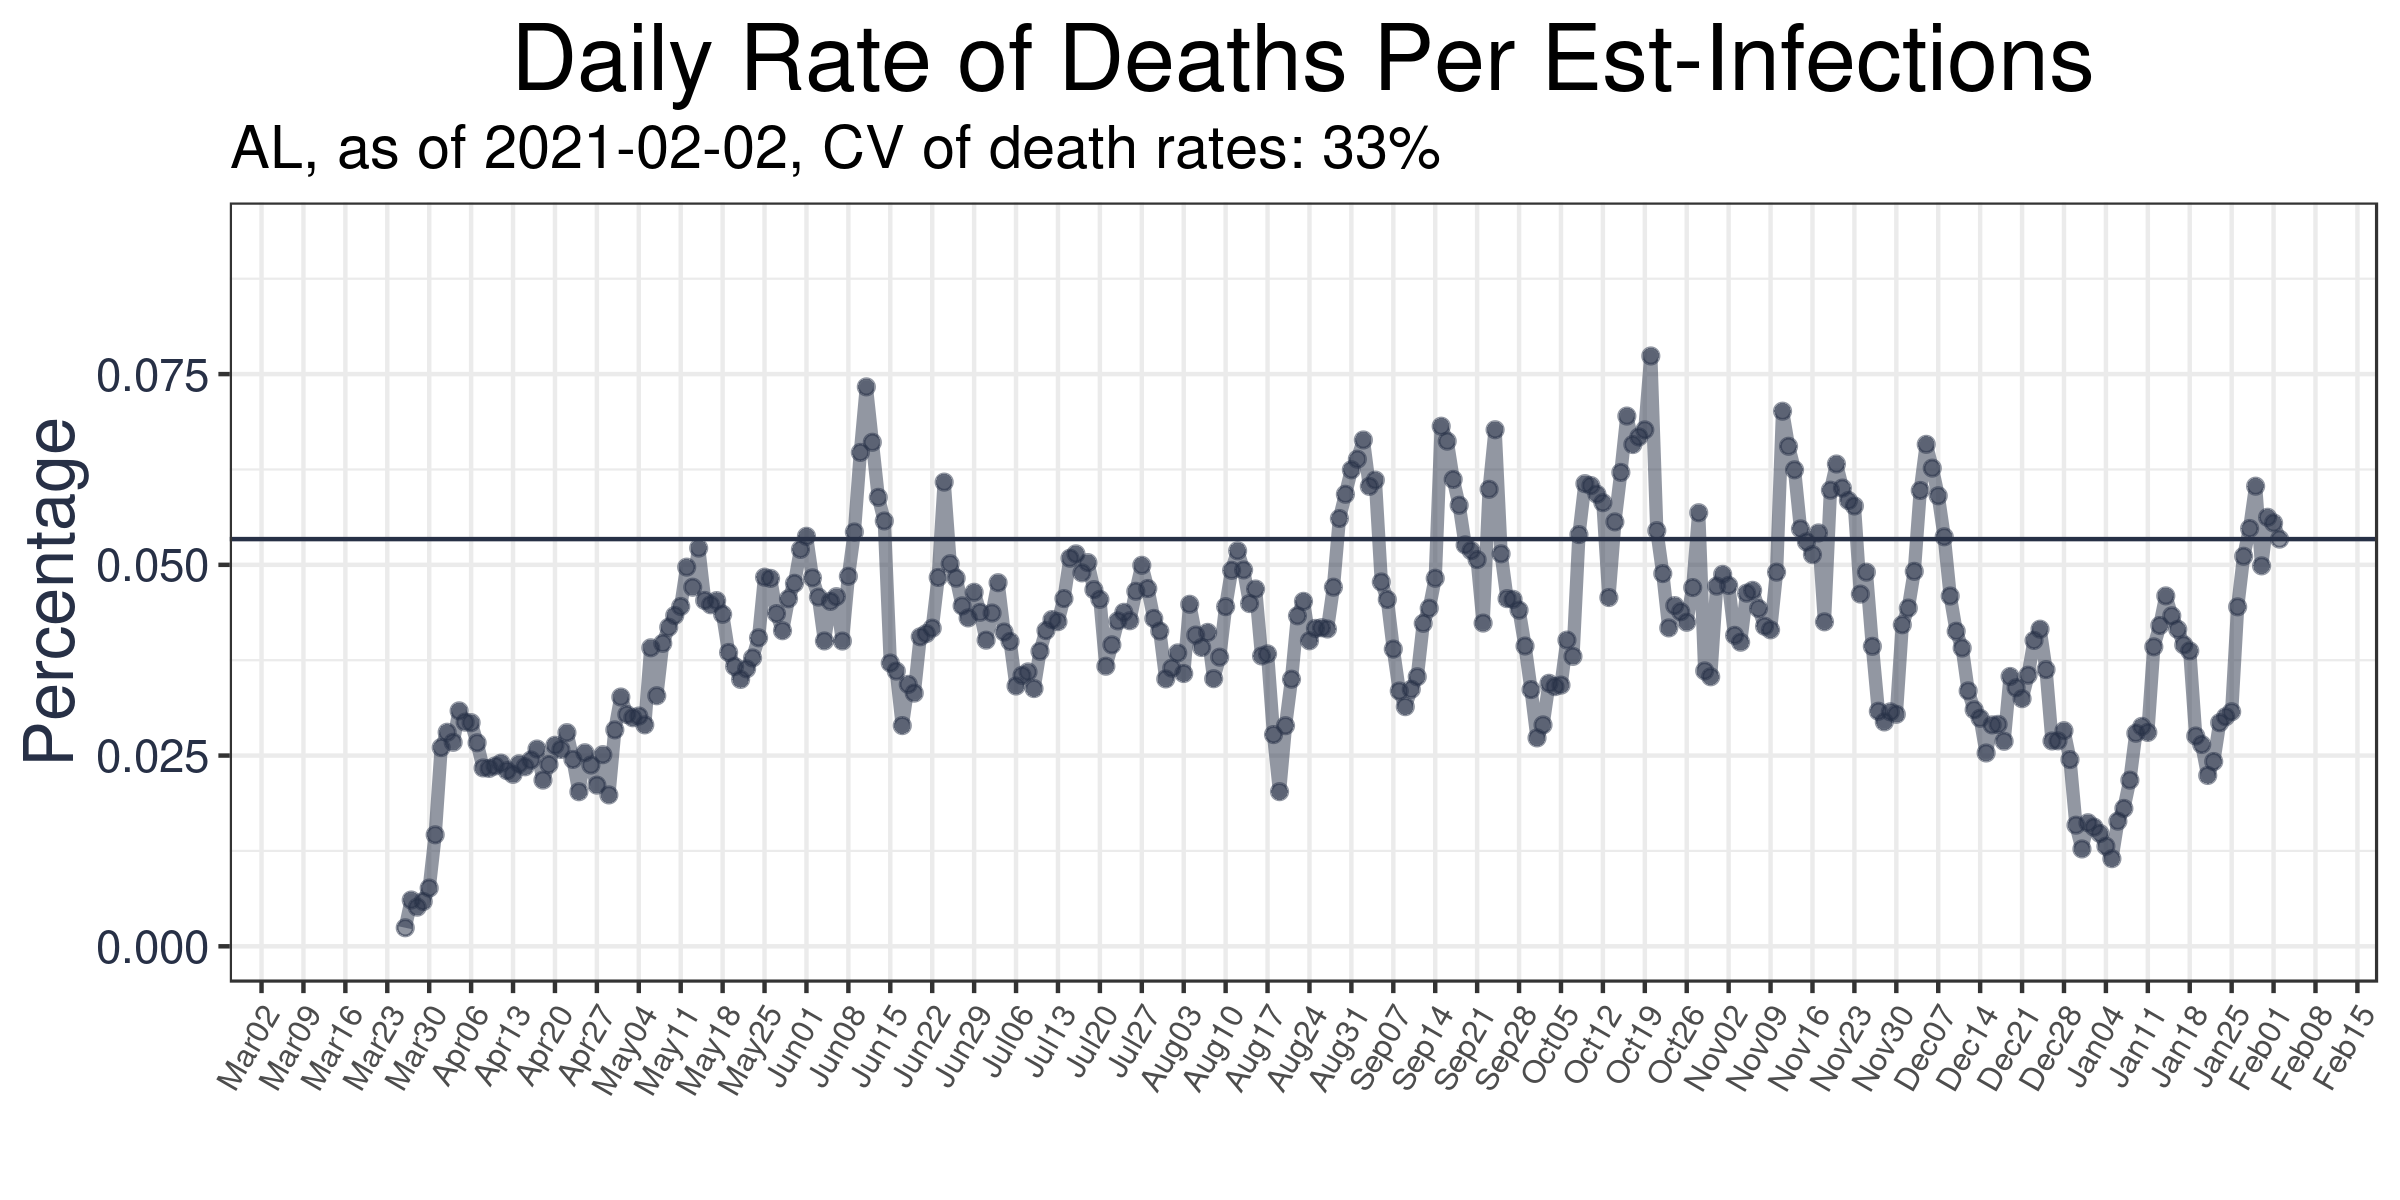 Daily Rate of Deaths Per Est-Infections
AL, as of 2021-02-02, CV of death rates: 33%
Percentage
0.075
0.050
0.025
0.000
Mar02 Mar09 Mar16 Mar23 Mar30 Apr06 Apr13 Apr20 Apr27 May04 May11 May18 May25 Jun01 Jun08 Jun15 Jun22 Jun29 Jul06 Jul13 Jul20 Jul27 Aug03 Aug10 Aug17 Aug24 Aug31 Sep07 Sep14 Sep21 Sep28 Oct05 Oct12 Oct19 Oct26 Nov02 Nov09 Nov16 Nov23 Nov30 Dec07 Dec14 Dec21 Dec28 Jan04 Jan11 Jan18 Jan25 Feb01 Feb08 Feb15